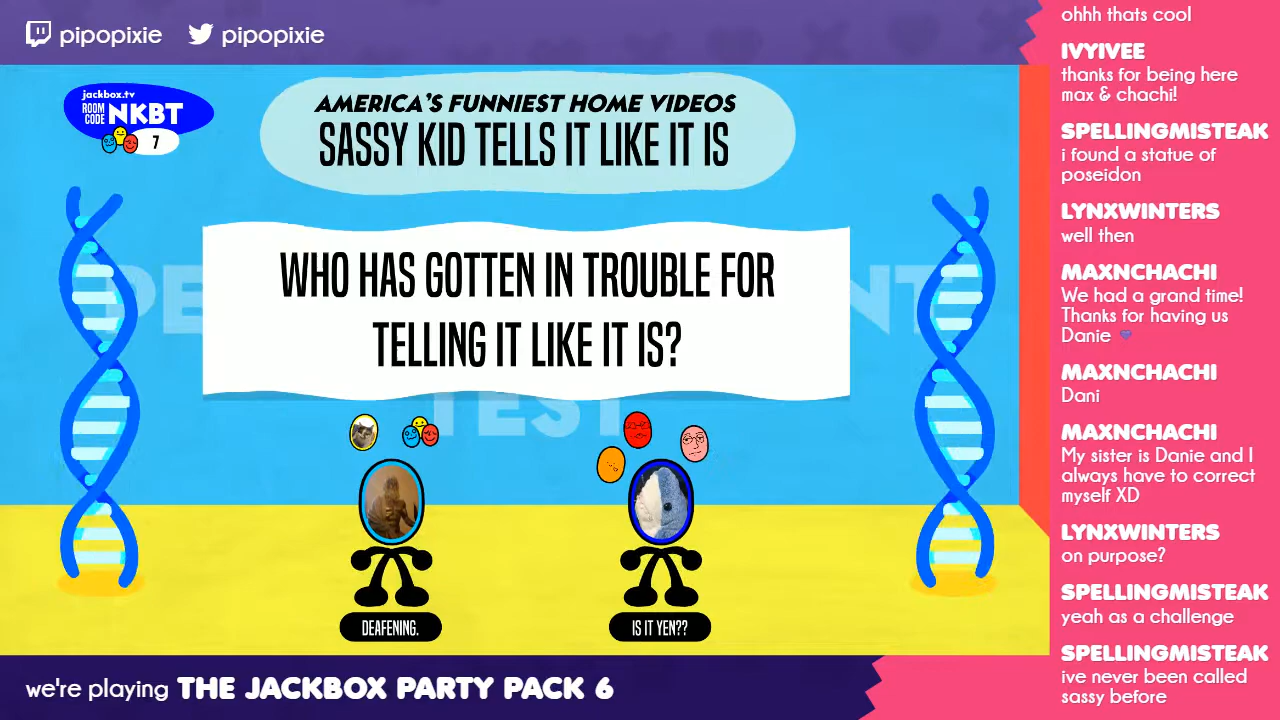 pipopixie
pipopixie
jackbox.tv
ROOM
CODE
NKBT
7
AMERICA'S FUNNIEST HOME VIDEOS
SASSY KID TELLS IT LIKE IT IS
WHO HAS GOTTEN IN TROUBLE FOR
TELLING IT LIKE IT IS?
TEST
DEAFENING.
IS IT YEN??
we're playing THE JACKBOX PARTY PACK 6
ohhh thats cool
IVYIVEE
thanks for being here
max & chachi!
SPELLINGMISTEAK
i found a statue of
poseidon
LYNXWINTERS
well then
MAXNCHACHI
We had a grand time!
Thanks for having us
Danie
MAXNCHACHI
Dani
MAXNCHACHI
My sister is Danie and I
always have to correct
myself XD
LYNXWINTERS
on purpose?
SPELLINGMISTEAK
yeah as a challenge
SPELLINGMISTEAK
ive never been called
sassy before